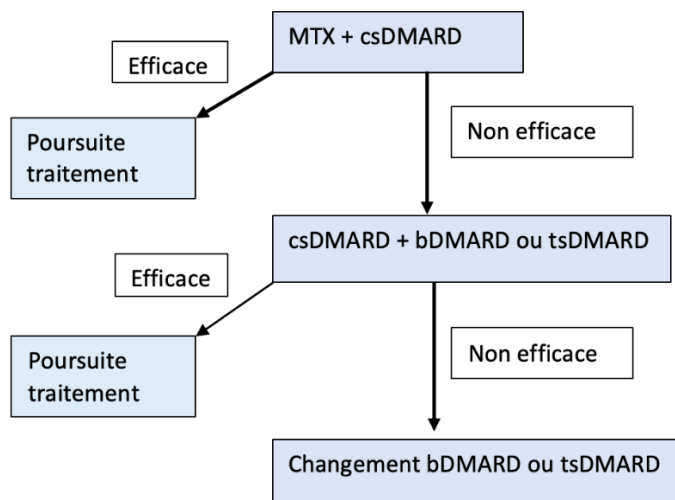 MTX + csDMARD
Efficace
Poursuite
traitement
Non efficace
csDMARD + bDMARD ou tsDMARD
Efficace
Poursuite
traitement
Non efficace
Changement bDMARD ou tsDMARD